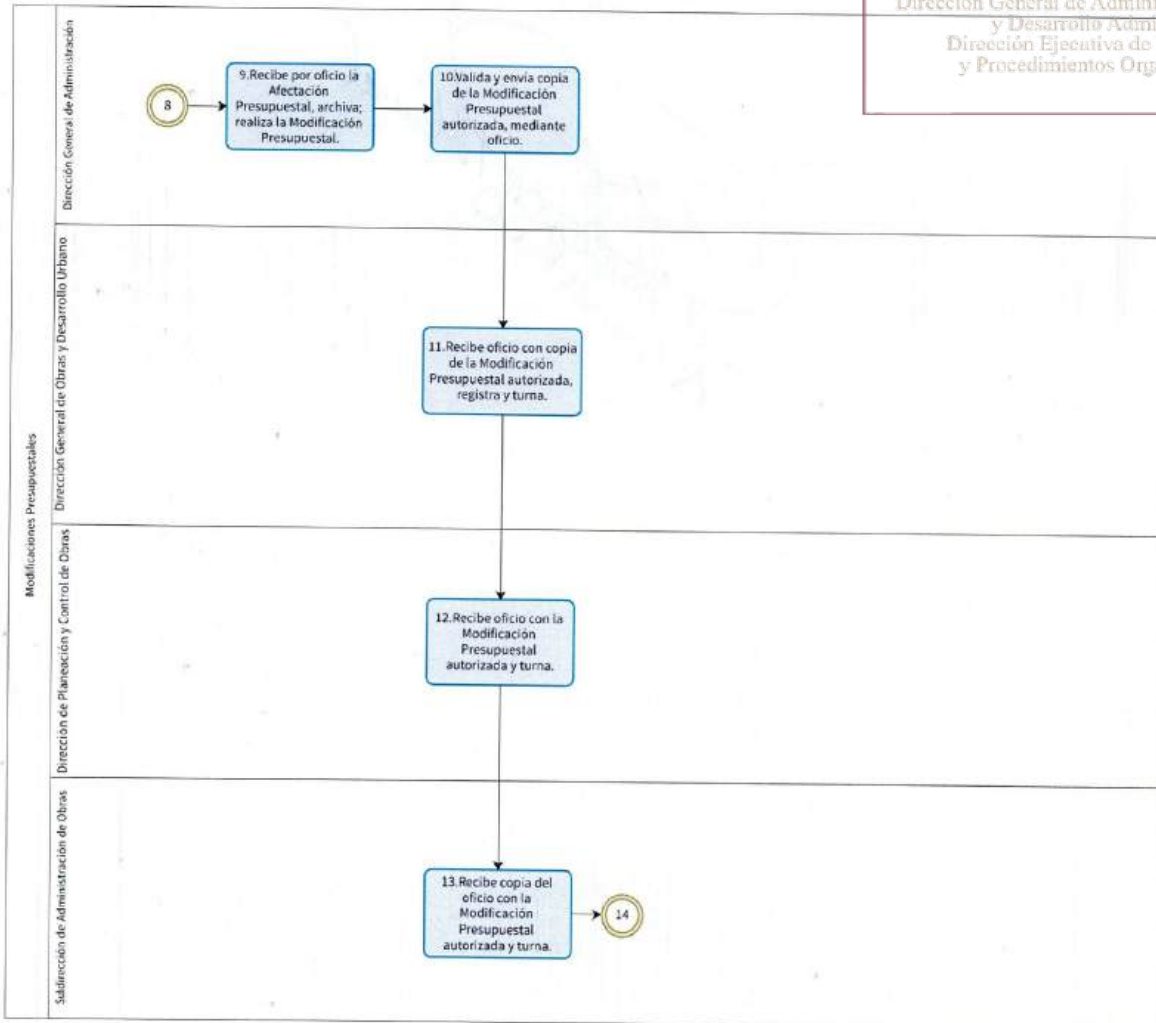 Dirección General de Admini
y Desarrollo Admi
Dirección Ejecutiva de
y Procedimientos Org
Modificaciones Presupuestales
Dirección General de Administración
8
9.Recibe por oficio la
Afectación
Presupuestal, archiva;
realiza la Modificación
Presupuestal.
10.Valida y envía copia
de la Modificación
Presupuestal
autorizada, mediante
oficio.
Dirección General de Obras y Desarrollo Urbano
11.Recibe oficio con copia
de la Modificación
Presupuestal autorizada,
registra y turna.
Dirección de Planeación y Control de Obras
12.Recibe oficio con la
Modificación
Presupuestal
autorizada y turna.
Subdirección de Administración de Obras
13.Recibe copia del
oficio con la
Modificación
Presupuestal
autorizada y turna.
14